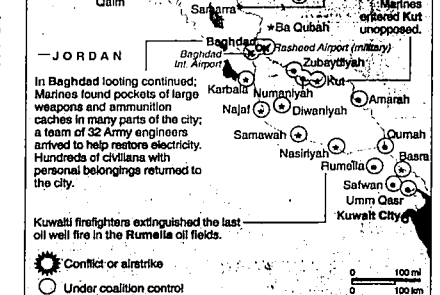 Qaim
Samarra
Marines
entered Kut
unopposed.
Ba Qubah
Baghdad
Rasheed Airport (military)
JORDAN
Baghdad
Int. Airport
Zubaydiyah
Kut
In Baghdad looting continued;
Marines found pockets of large
weapons and ammunition
caches in many parts of the city;
a team of 32 Army engineers
arrived to help restore electricity.
Hundreds of civilians with
personal belongings returned to
the city.
Karbala
Numaniyah
Najaf
Diwaniyah
Amarah
Samawah
Qurnah
Nasiriyah
Basra
Rumeila
Safwan
Umm Qasr
Kuwait City
Kuwaiti firefighters extinguished the last
oil well fire in the Rumeila oil fields.
Conflict or airstrike
Under coalition control
0 100 mi
0 100 km